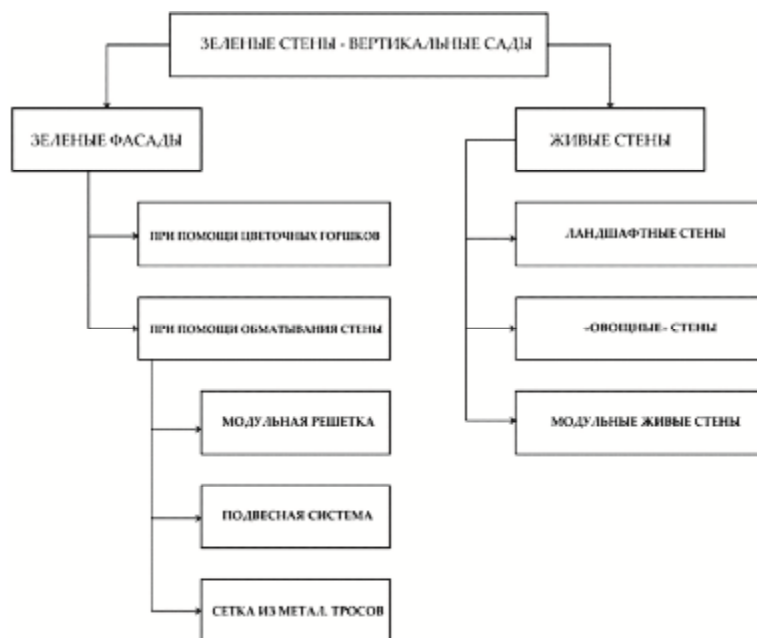 ЗЕЛЕНЫЕ СТЕНЫ - ВЕРТИКАЛЬНЫЕ САДЫ
ЗЕЛЕНЫЕ ФАСАДЫ
ЖИВЫЕ СТЕНЫ
ПРИ ПОМОЩИ ЦВЕТОЧНЫХ ГОРШКОВ
ЛАНДШАФТНЫЕ СТЕНЫ
ПРИ ПОМОЩИ ОБМАТЫВАНИЯ СТЕНЫ
«ОВОЩНЫЕ» СТЕНЫ
МОДУЛЬНАЯ РЕШЕТКА
МОДУЛЬНЫЕ ЖИВЫЕ СТЕНЫ
ПОДВЕСНАЯ СИСТЕМА
СЕТКА ИЗ МЕТАЛ. ТРОСОВ